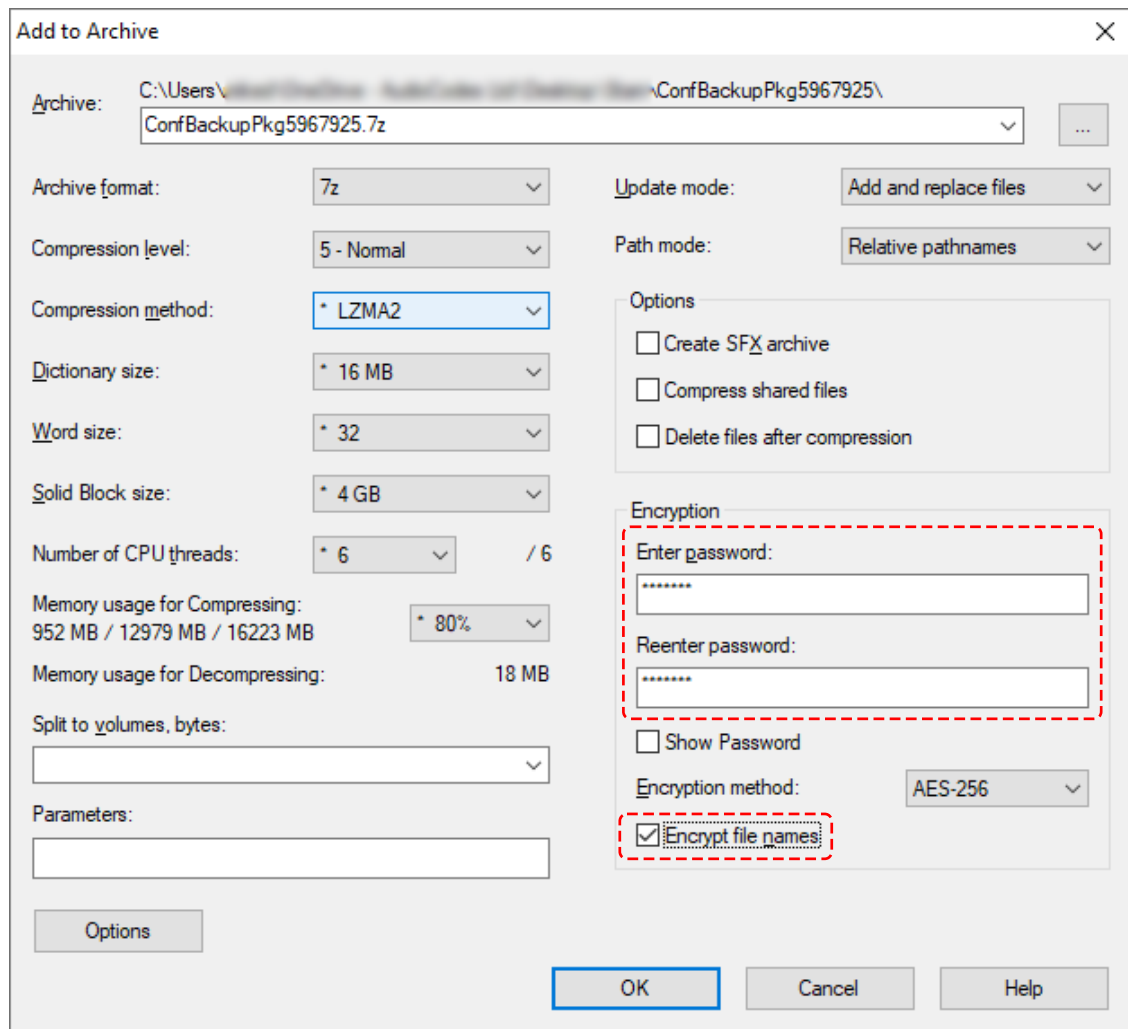 Add to Archive
Archive:
C:\Users\ \ConfBackupPkg5967925\
ConfBackupPkg5967925.7z
...
Archive format:
7z
Compression level:
5 - Normal
Compression method:
* LZMA2
Dictionary size:
* 16 MB
Word size:
* 32
Solid Block size:
* 4 GB
Number of CPU threads:
* 6
/ 6
Memory usage for Compressing:
952 MB / 12979 MB / 16223 MB
* 80%
Memory usage for Decompressing:
18 MB
Split to volumes, bytes:
Parameters:
Options
Update mode:
Add and replace files
Path mode:
Relative pathnames
Options
Create SFX archive
Compress shared files
Delete files after compression
Encryption
Enter password:
*******
Reenter password:
*******
Show Password
Encryption method:
AES-256
Encrypt file names
OK
Cancel
Help